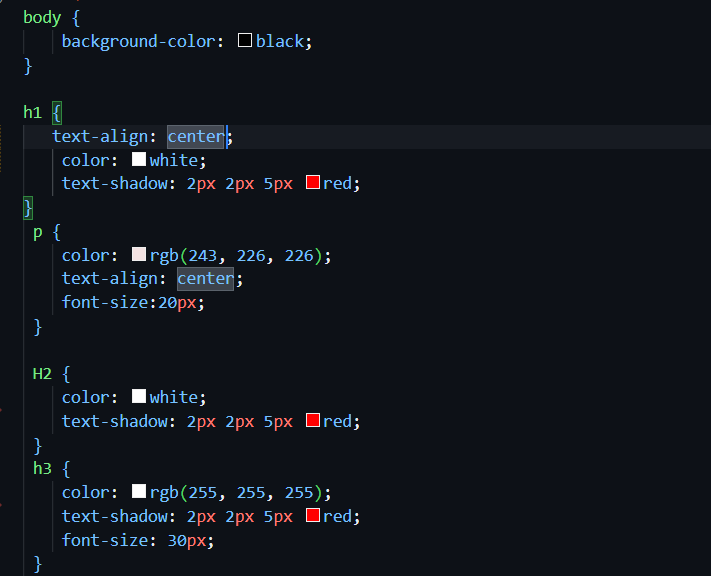 body {
    background-color: black;
}

h1 {
   text-align: center;
    color: white;
    text-shadow: 2px 2px 5px red;
}
 p {
    color: rgb(243, 226, 226);
    text-align: center;
    font-size:20px;
 }

 H2 {
    color: white;
    text-shadow: 2px 2px 5px red;
 }
 h3 {
    color: rgb(255, 255, 255);
    text-shadow: 2px 2px 5px red;
    font-size: 30px;
 }